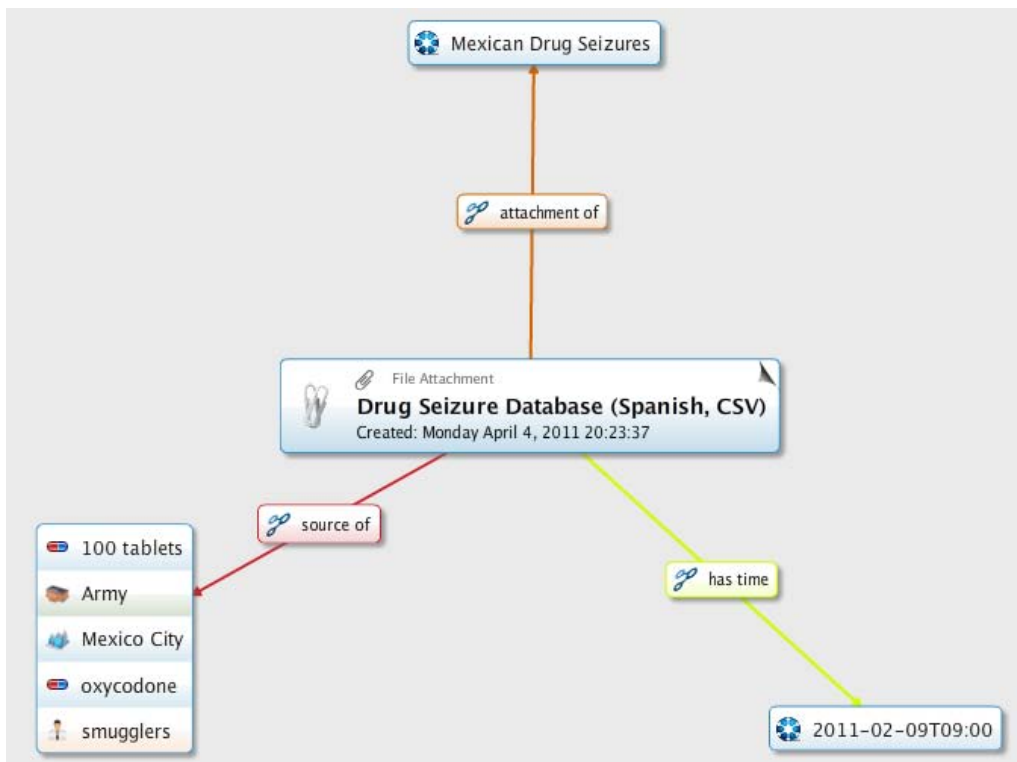 Mexican Drug Seizures
attachment of
File Attachment
Drug Seizure Database (Spanish, CSV)
Created: Monday April 4, 2011 20:23:37
source of
100 tablets
Army
Mexico City
oxycodone
smugglers
has time
2011-02-09T09:00